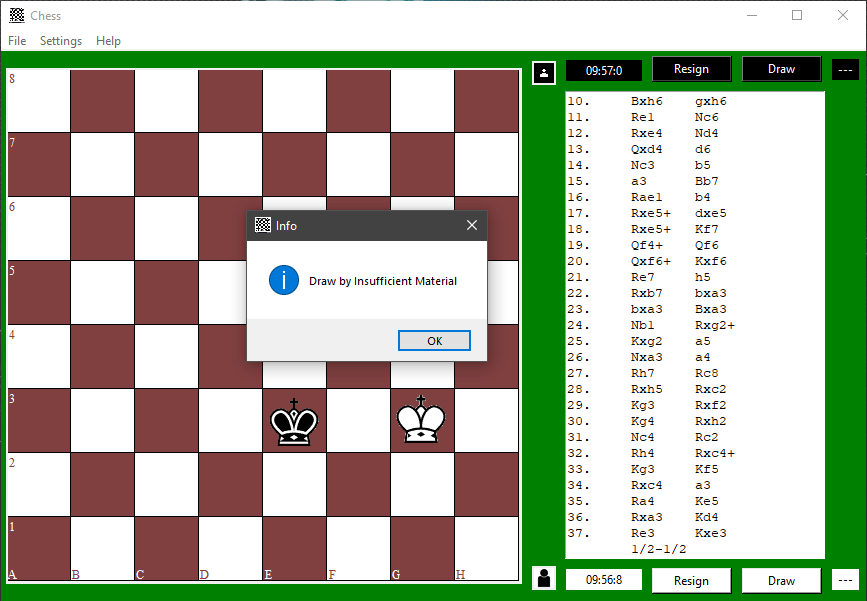 Chess
File Settings Help
09:57:0 Resign Draw ---
8
7
6
5
4
3
2
1
A B C D E F G H
Info
Draw by Insufficient Material
OK
10. Bxh6 gxh6
11. Re1 Nc6
12. Rxe4 Nd4
13. Qxd4 d6
14. Nc3 b5
15. a3 Bb7
16. Rae1 b4
17. Rxe5+ dxe5
18. Rxe5+ Kf7
19. Qf4+ Qf6
20. Qxf6+ Kxf6
21. Re7 h5
22. Rxb7 bxa3
23. bxa3 Bxa3
24. Nb1 Rxg2+
25. Kxg2 a5
26. Nxa3 a4
27. Rh7 Rc8
28. Rxh5 Rxc2
29. Kg3 Rxf2
30. Kg4 Rxh2
31. Nc4 Rc2
32. Rh4 Rxc4+
33. Kg3 Kf5
34. Rxc4 a3
35. Ra4 Ke5
36. Rxa3 Kd4
37. Re3 Kxe3
1/2-1/2
09:56:8 Resign Draw ---